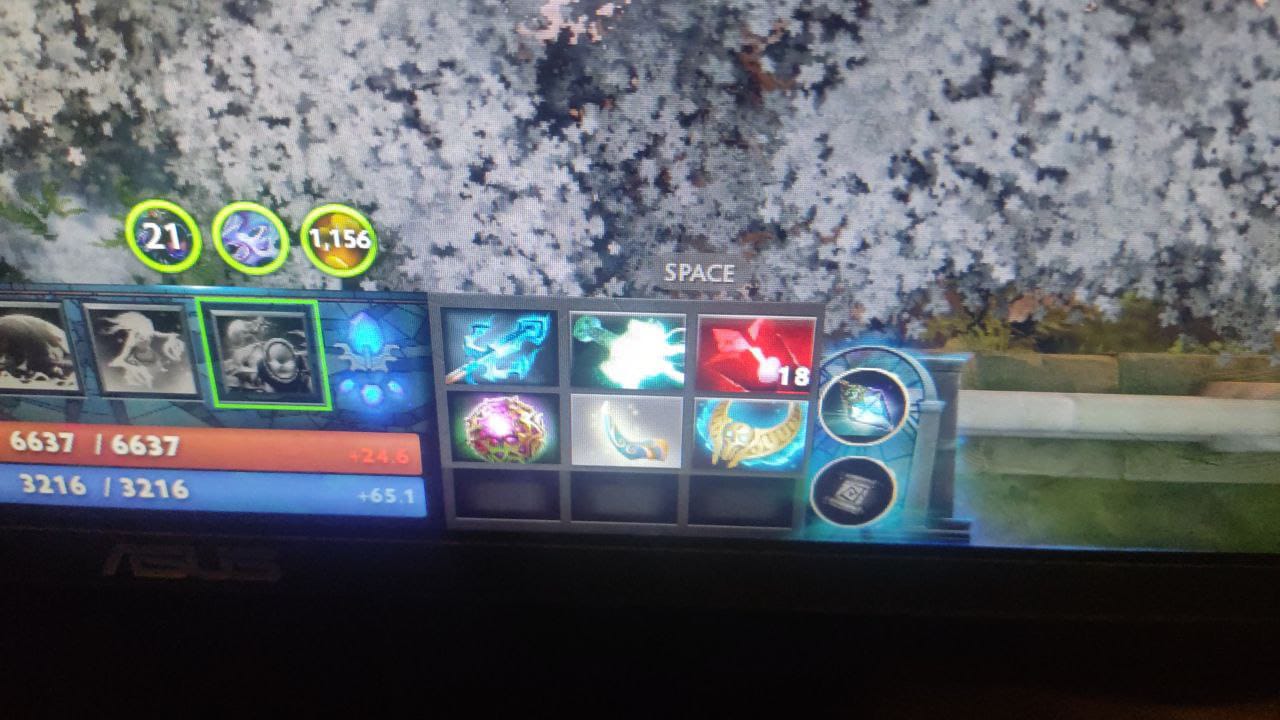 21 1,156
SPACE
18
6637 / 6637 +24.6
3216 / 3216 +65.1
ASUS